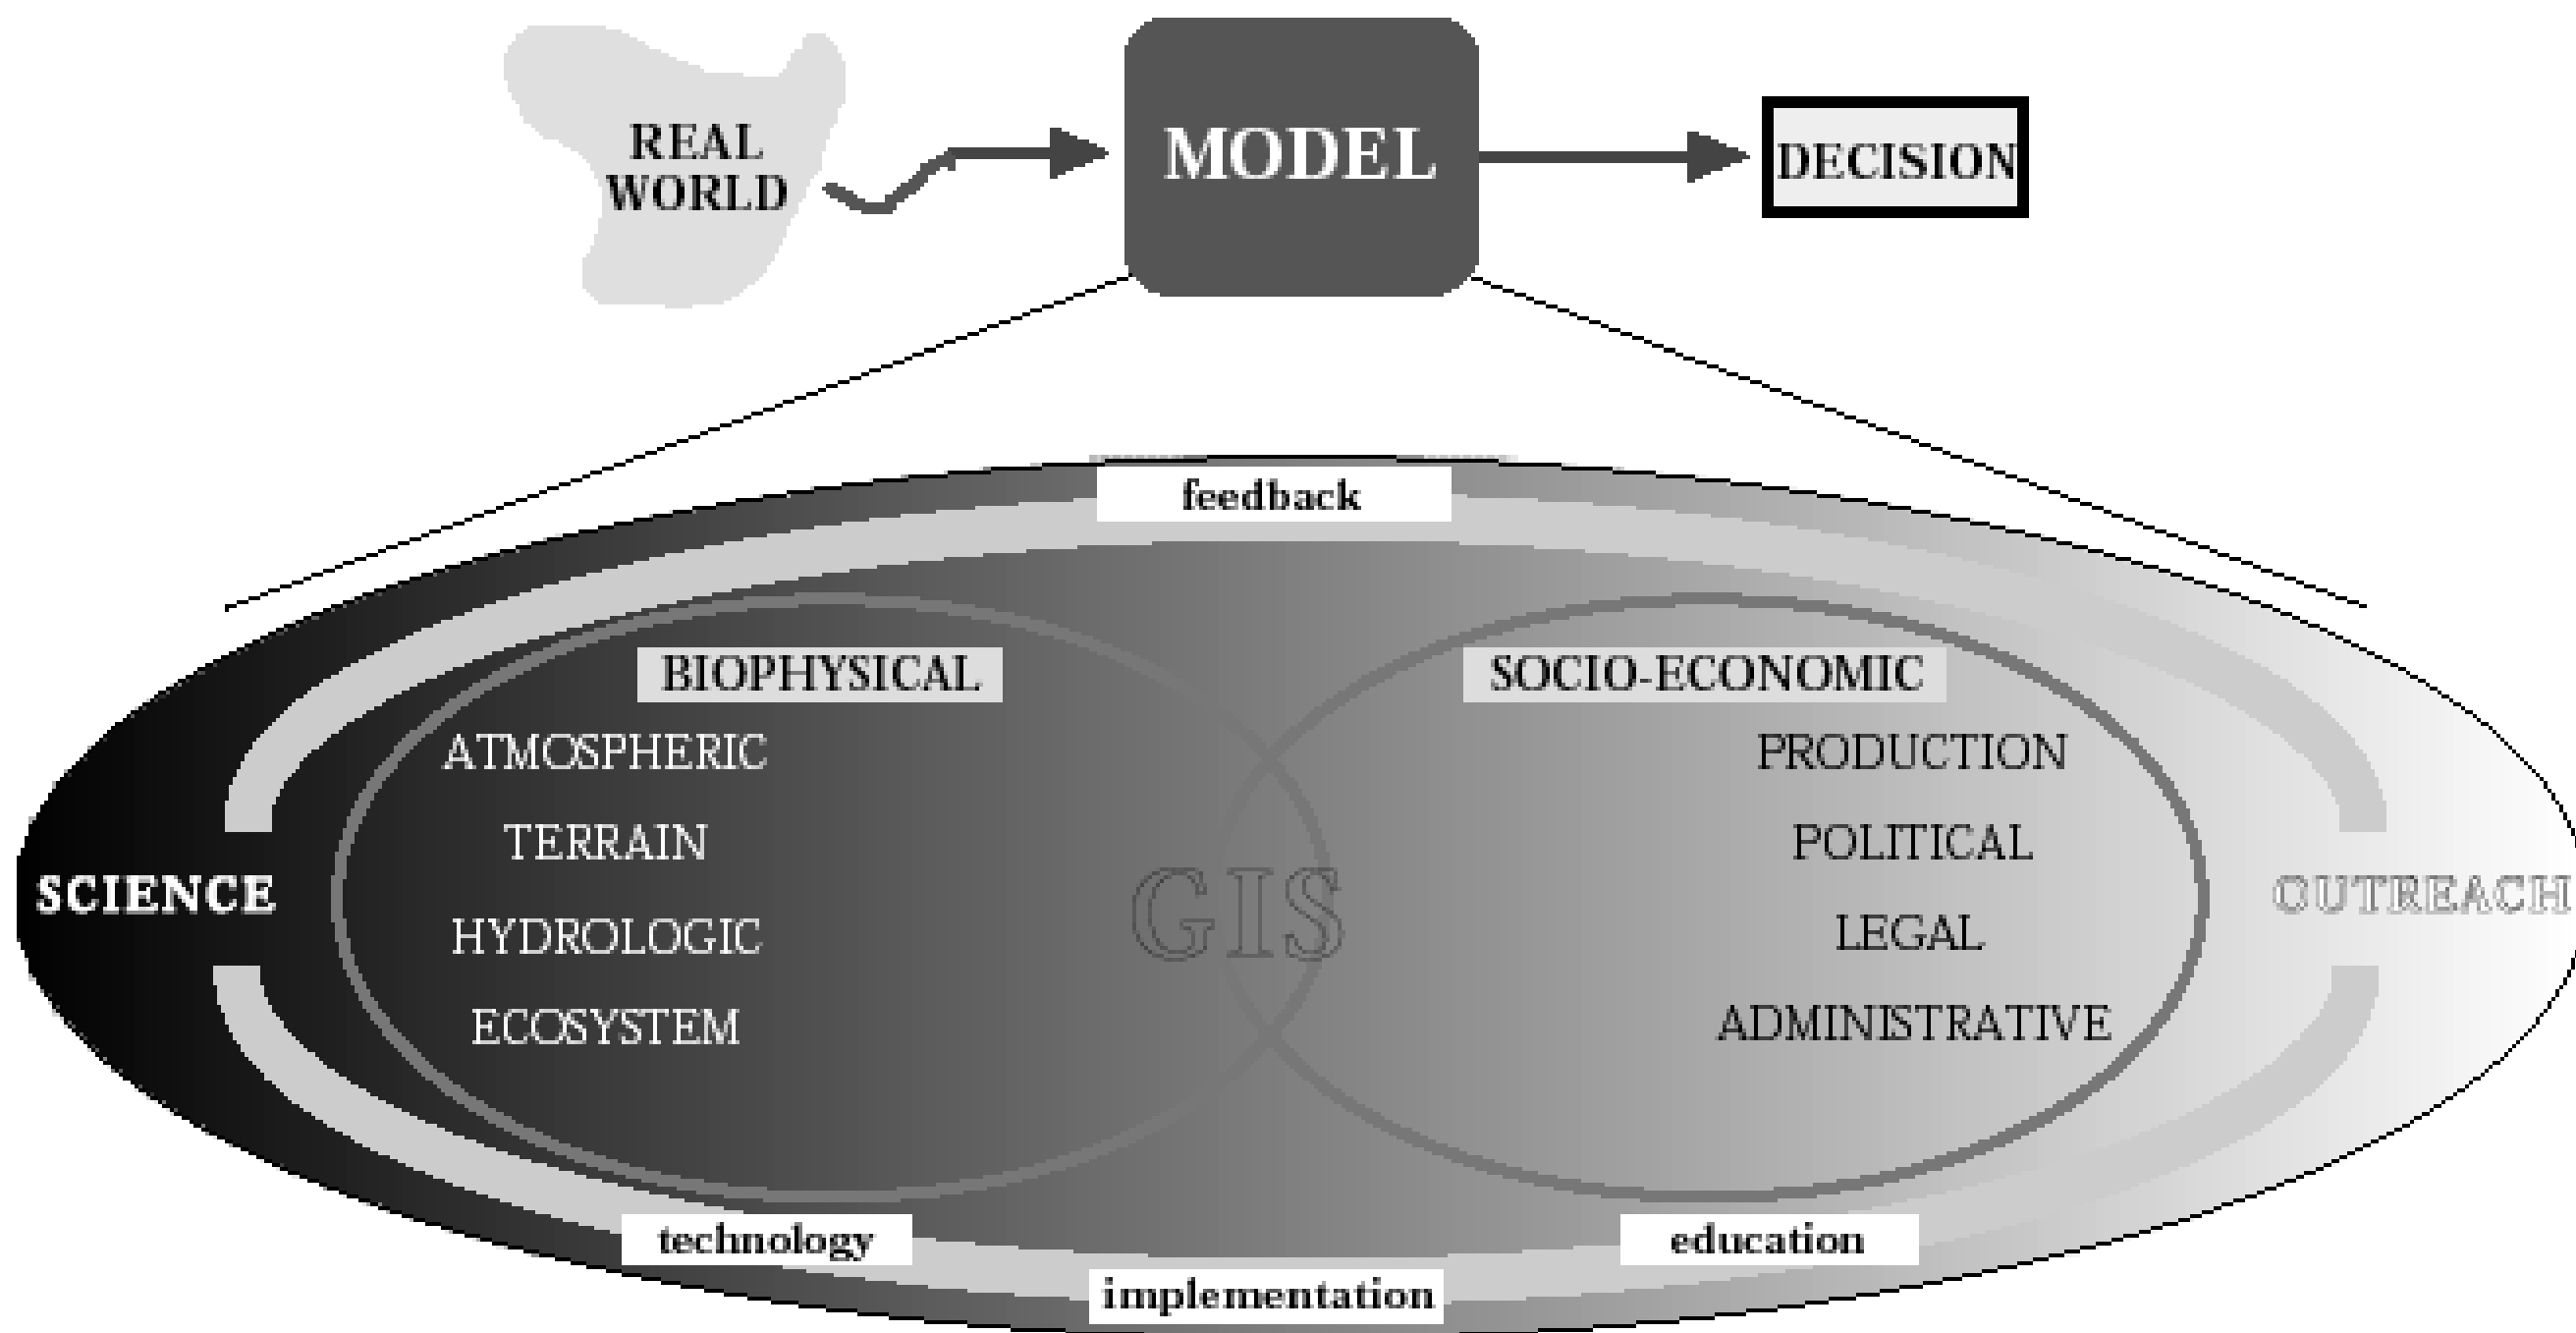 REAL
WORLD
MODEL
DECISION
feedback
BIOPHYSICAL
SOCIO-ECONOMIC
ATMOSPHERIC
PRODUCTION
TERRAIN
POLITICAL
SCIENCE
GIS
OUTREACH
HYDROLOGIC
LEGAL
ECOSYSTEM
ADMINISTRATIVE
technology
education
implementation